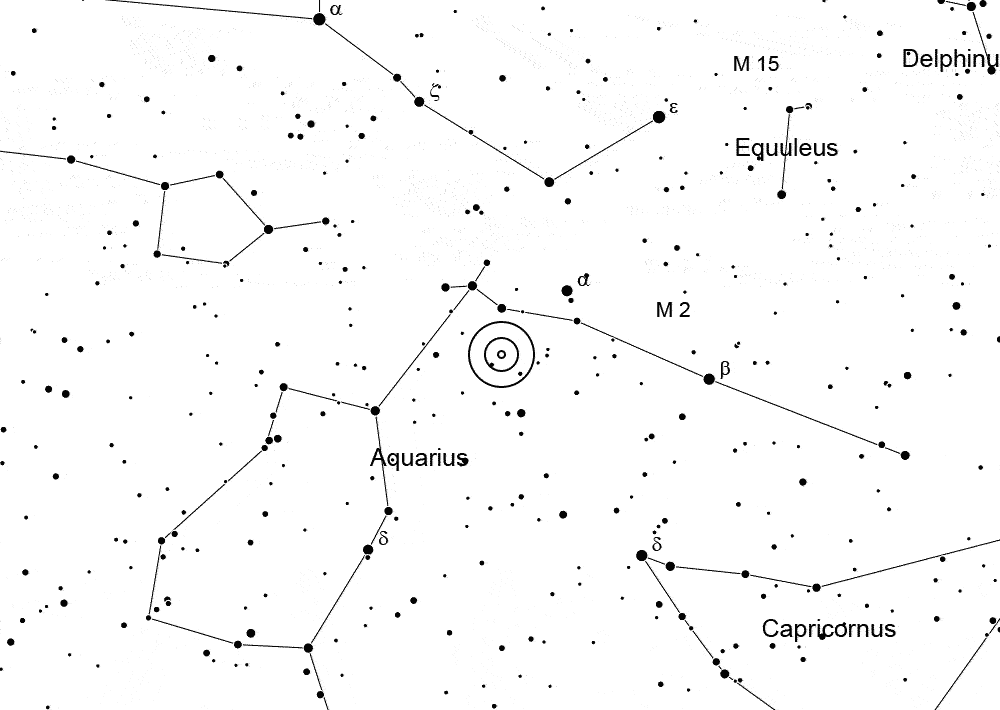 α
Delphinu
M 15
ζ
ε
Equuleus
α
M 2
β
Aquarius
δ
δ
Capricornus